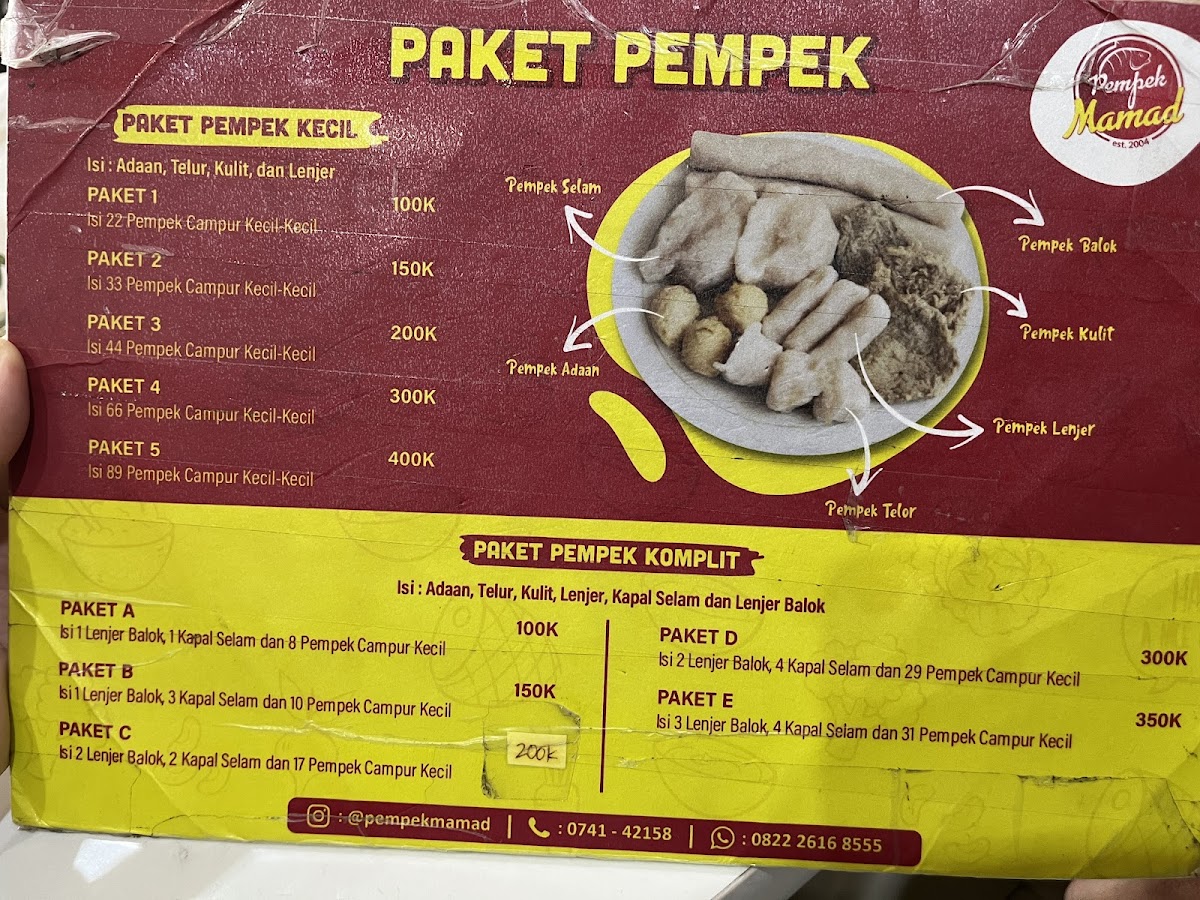 PAKET PEMPEK
Pempek
Mamad
est. 2004
PAKET PEMPEK KECIL
Isi : Adaan, Telur, Kulit, dan Lenjer
PAKET 1
Isi 22 Pempek Campur Kecil-Kecil
100K
PAKET 2
Isi 33 Pempek Campur Kecil-Kecil
150K
PAKET 3
Isi 44 Pempek Campur Kecil-Kecil
200K
PAKET 4
Isi 66 Pempek Campur Kecil-Kecil
300K
PAKET 5
Isi 89 Pempek Campur Kecil-Kecil
400K
Pempek Selam
Pempek Balok
Pempek Kulit
Pempek Adaan
Pempek Lenjer
Pempek Telor
PAKET PEMPEK KOMPLIT
Isi : Adaan, Telur, Kulit, Lenjer, Kapal Selam dan Lenjer Balok
PAKET A
Isi 1 Lenjer Balok, 1 Kapal Selam dan 8 Pempek Campur Kecil
100K
PAKET B
Isi 1 Lenjer Balok, 3 Kapal Selam dan 10 Pempek Campur Kecil
150K
PAKET C
Isi 2 Lenjer Balok, 2 Kapal Selam dan 17 Pempek Campur Kecil
200k
PAKET D
Isi 2 Lenjer Balok, 4 Kapal Selam dan 29 Pempek Campur Kecil
300K
PAKET E
Isi 3 Lenjer Balok, 4 Kapal Selam dan 31 Pempek Campur Kecil
350K
: @pempekmamad | : 0741 - 42158 | : 0822 2616 8555